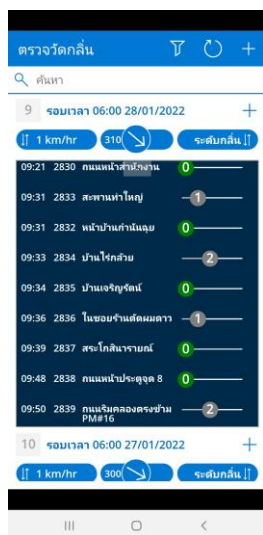 ตรวจวัดกลิ่น
ค้นหา
9 รอบเวลา 06:00 28/01/2022
1 km/hr 310 ระดับกลิ่น
09:21 2830 ถนนหน้าสำนักงาน 0
09:31 2833 สะพานท่าใหญ่ 1
09:31 2832 หน้าบ้านกำนันฉุย 0
09:33 2834 บ้านไร่กล้วย 2
09:34 2835 บ้านเจริญรัตน์ 0
09:36 2836 ในซอยร้านตัดผมดาว 1
09:39 2837 สระโกสินารายณ์ 0
09:48 2838 ถนนหน้าประตูจุด 8 0
09:50 2839 ถนนริมคลองตรงข้าม 2
PM#16
10 รอบเวลา 06:00 27/01/2022
1 km/hr 300 ระดับกลิ่น